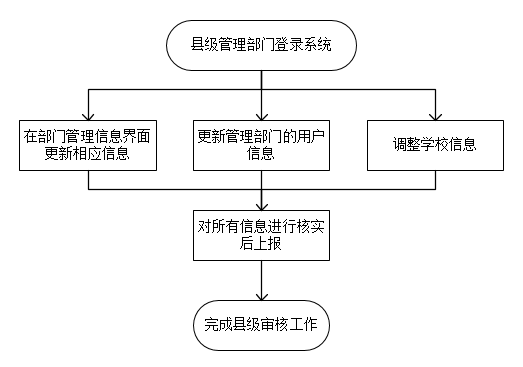 县级管理部门登录系统
在部门管理信息界面
更新相应信息
更新管理部门的用户
信息
调整学校信息
对所有信息进行核实
后上报
完成县级审核工作